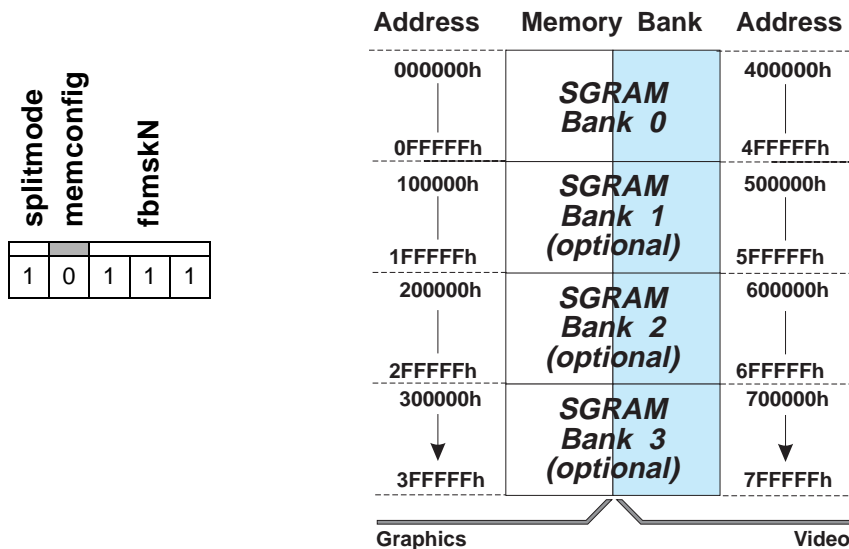 splitmode
memconfig
fbmskN
1 0 1 1 1
Address Memory Bank Address
000000h
0FFFFFh
SGRAM
Bank 0
400000h
4FFFFFh
100000h
1FFFFFh
SGRAM
Bank 1
(optional)
500000h
5FFFFFh
200000h
2FFFFFh
SGRAM
Bank 2
(optional)
600000h
6FFFFFh
300000h
3FFFFFh
SGRAM
Bank 3
(optional)
700000h
7FFFFFh
Graphics Video